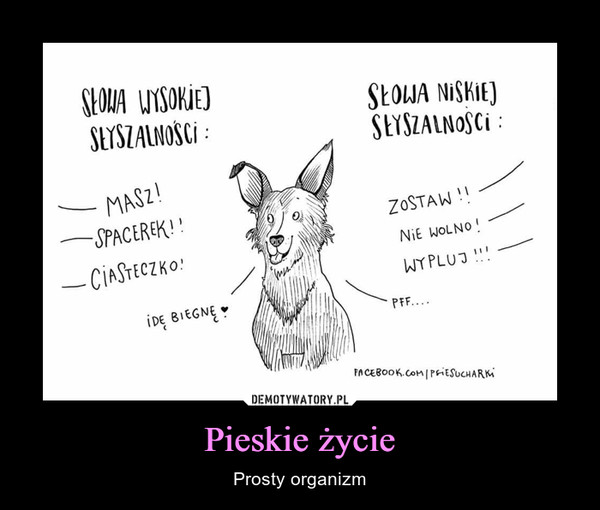 SŁOWA WYSOKIEJ
SŁYSZALNOŚCI :
MASZ!
SPACEREK!!
CIASTECZKO!
IDĘ BIEGNĘ ♥
SŁOWA NISKIEJ
SŁYSZALNOŚCI :
ZOSTAW !!
NIE WOLNO !
WYPLUJ !!!
PFF....
FACEBOOK.COM/PSIESUCHARKI
DEMOTYWATORY.PL
Pieskie życie
Prosty organizm